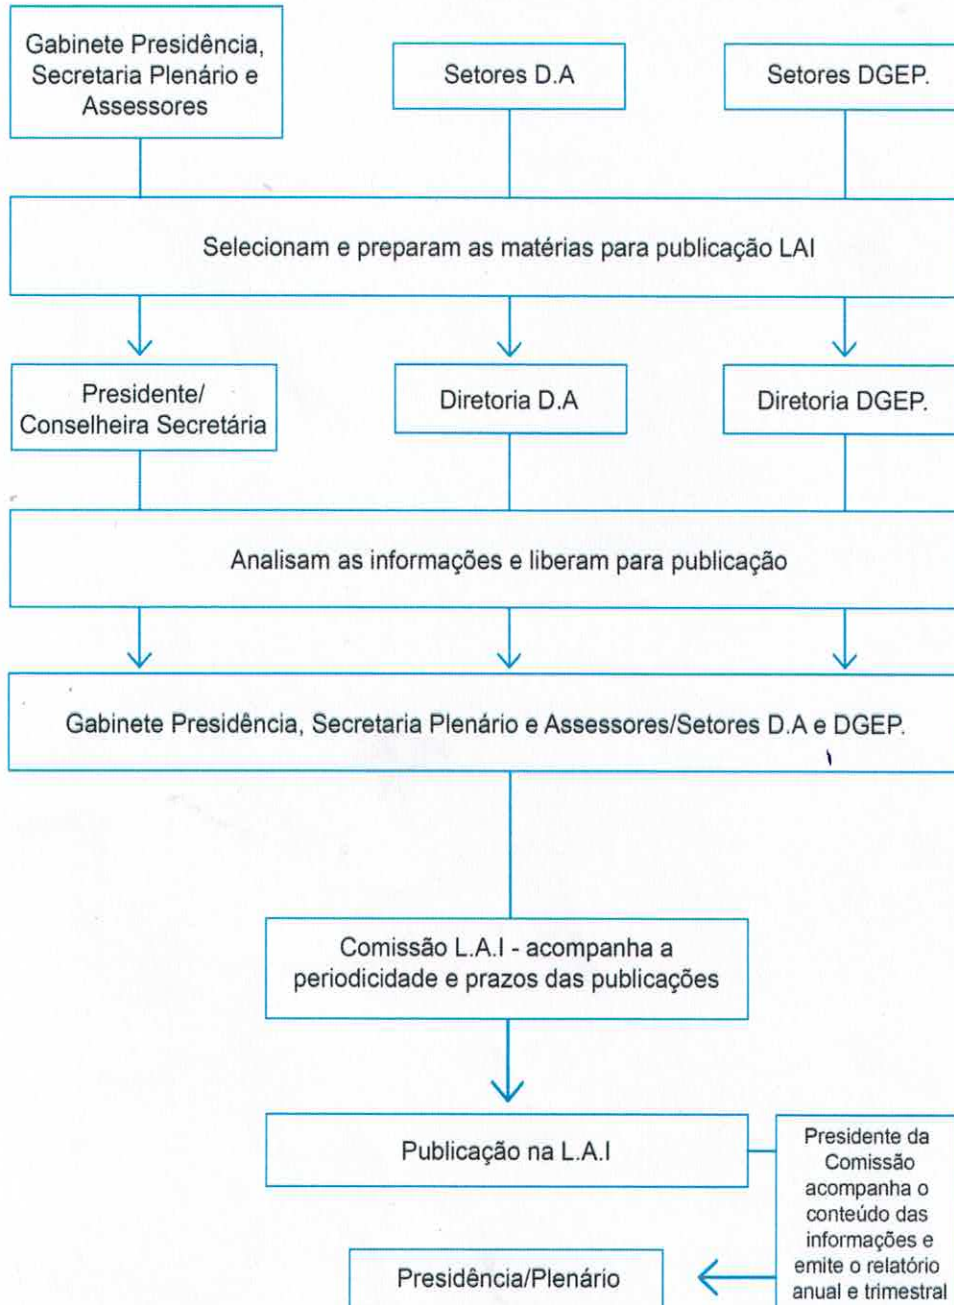 Gabinete Presidência,
Secretaria Plenário e
Assessores
Setores D.A
Setores DGEP.
Selecionam e preparam as matérias para publicação LAI
Presidente/
Conselheira Secretária
Diretoria D.A
Diretoria DGEP.
Analisam as informações e liberam para publicação
Gabinete Presidência, Secretaria Plenário e Assessores/Setores D.A e DGEP.
Comissão L.A.I - acompanha a
periodicidade e prazos das publicações
Publicação na L.A.I
Presidente da
Comissão
acompanha o
conteúdo das
informações e
emite o relatório
anual e trimestral
Presidência/Plenário